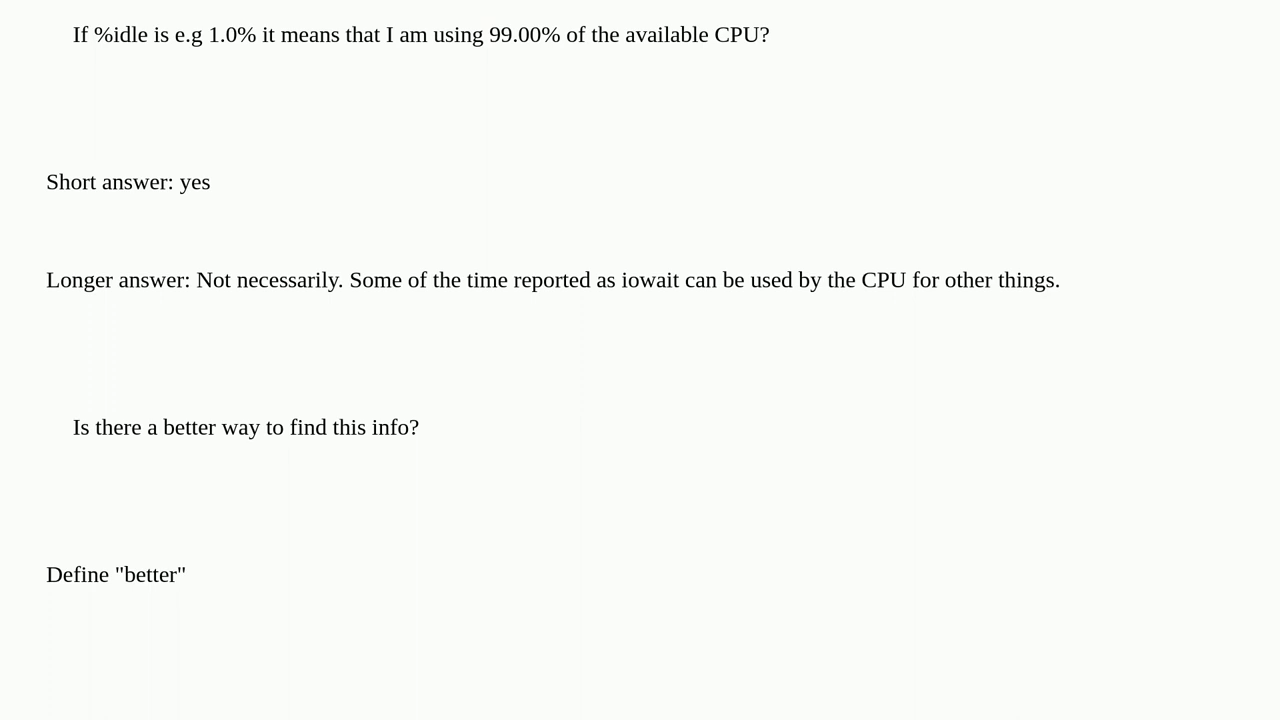 If %idle is e.g 1.0% it means that I am using 99.00% of the available CPU?
Short answer: yes
Longer answer: Not necessarily. Some of the time reported as iowait can be used by the CPU for other things.
Is there a better way to find this info?
Define "better"